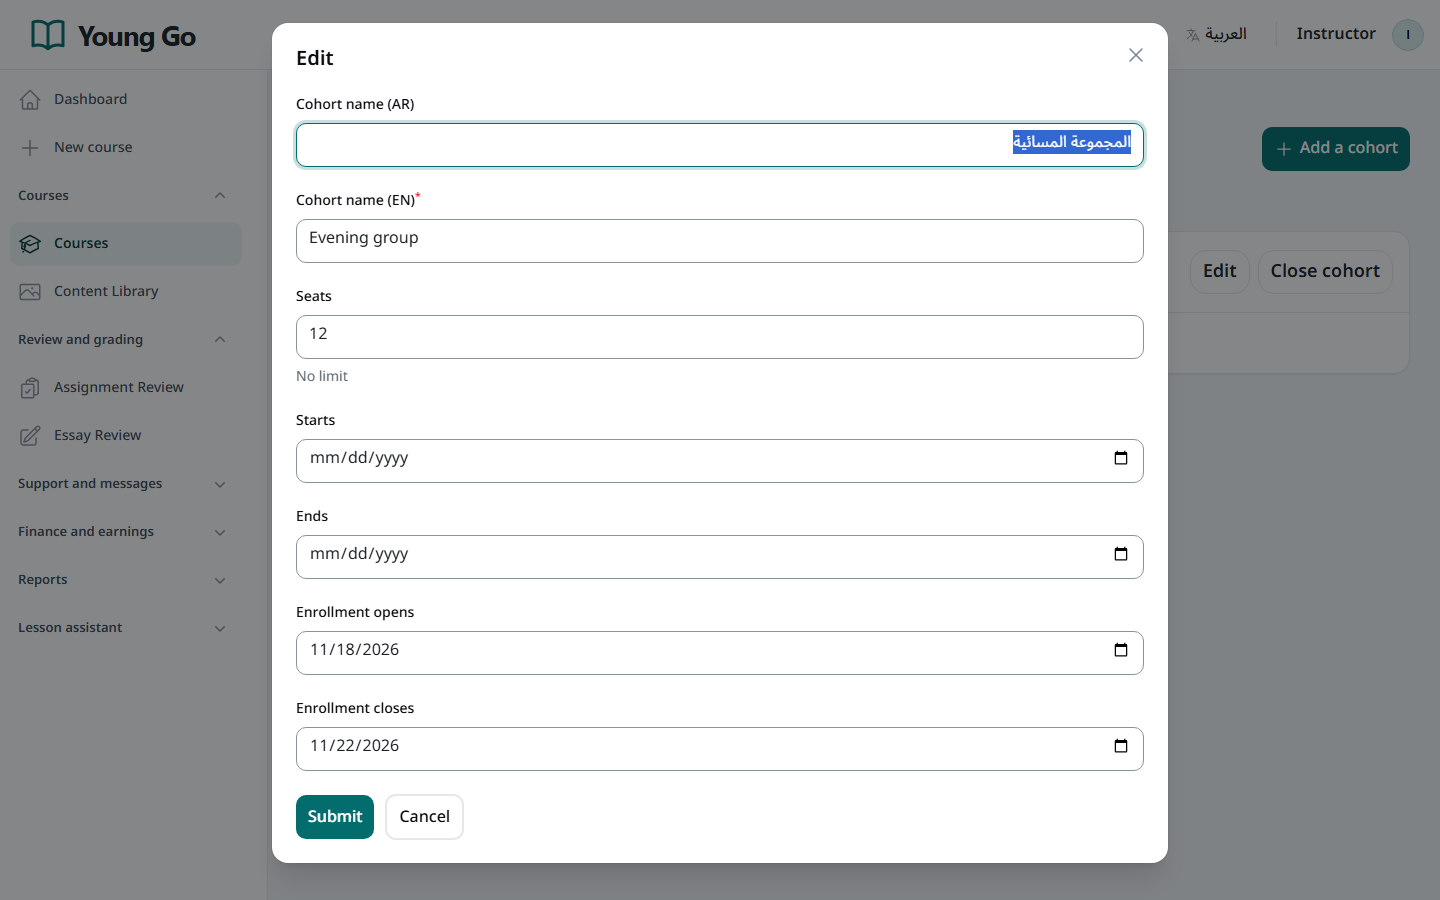 Young Go
العربية
Instructor
I
Dashboard
New course
Courses
Courses
Content Library
Review and grading
Assignment Review
Essay Review
Support and messages
Finance and earnings
Reports
Lesson assistant
Add a cohort
Edit
Close cohort
Edit
Cohort name (AR)
المجموعة المسائية
Cohort name (EN)*
Evening group
Seats
12
No limit
Starts
mm/dd/yyyy
Ends
mm/dd/yyyy
Enrollment opens
11/18/2026
Enrollment closes
11/22/2026
Submit
Cancel